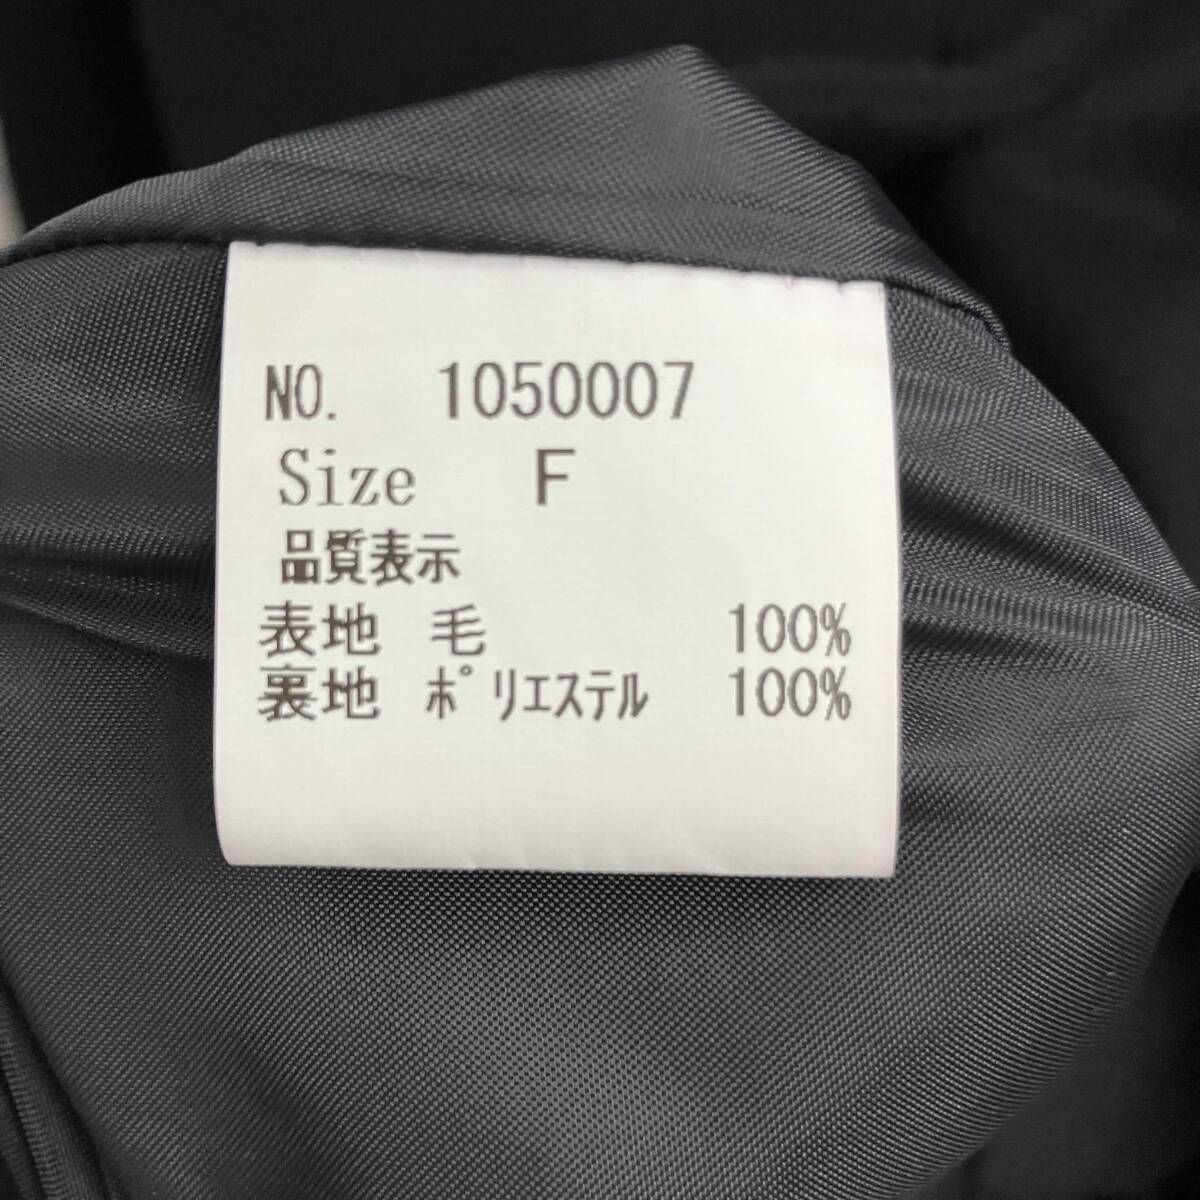 NO. 1050007
Size F
品質表示
表地 毛 100%
裏地 ﾎﾟﾘｴｽﾃﾙ 100%